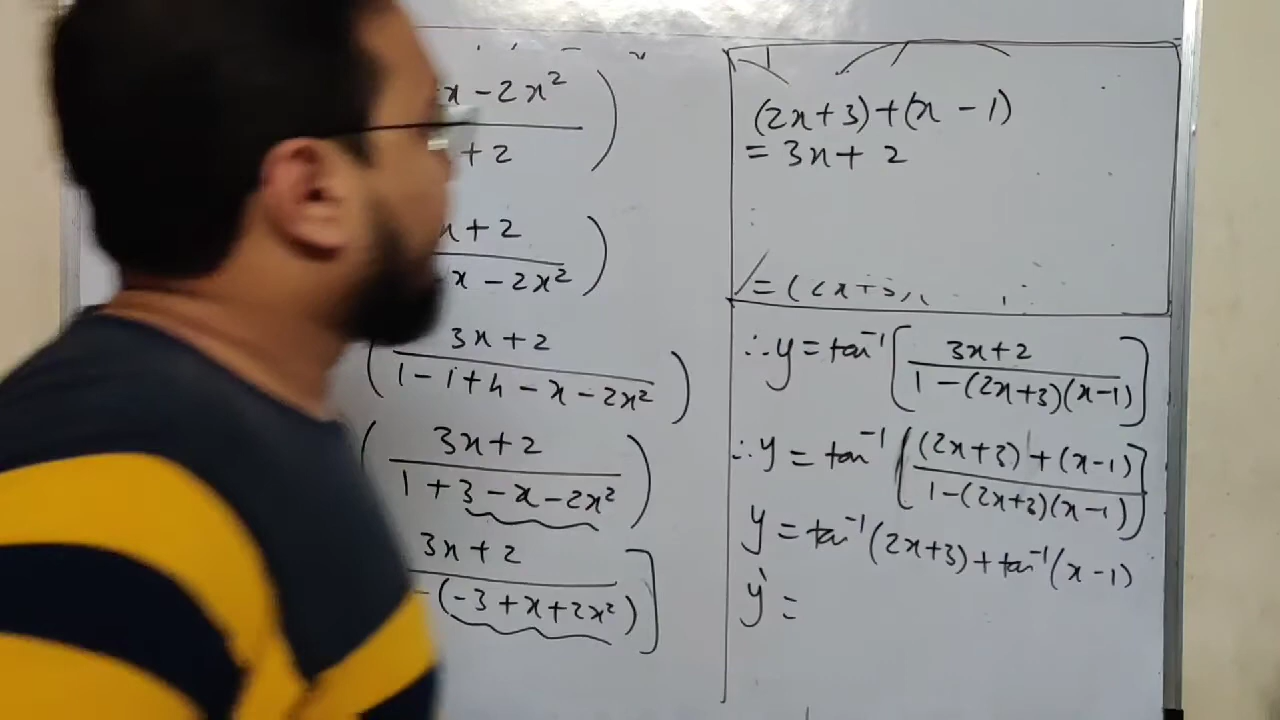 x - 2x²
+ 2
x + 2
x - 2x²
( 3x + 2 / 1 - 1 + 4 - x - 2x² )
( 3x + 2 / 1 + 3 - x - 2x² )
3x + 2
- (-3 + x + 2x²) ]
(2x + 3) + (x - 1)
= 3x + 2
= (2x + 3)
∴ y = tan⁻¹ [ 3x + 2 / 1 - (2x + 3)(x - 1) ]
∴ y = tan⁻¹ [ (2x + 3) + (x - 1) / 1 - (2x + 3)(x - 1) ]
y = tan⁻¹ (2x + 3) + tan⁻¹ (x - 1)
y' =